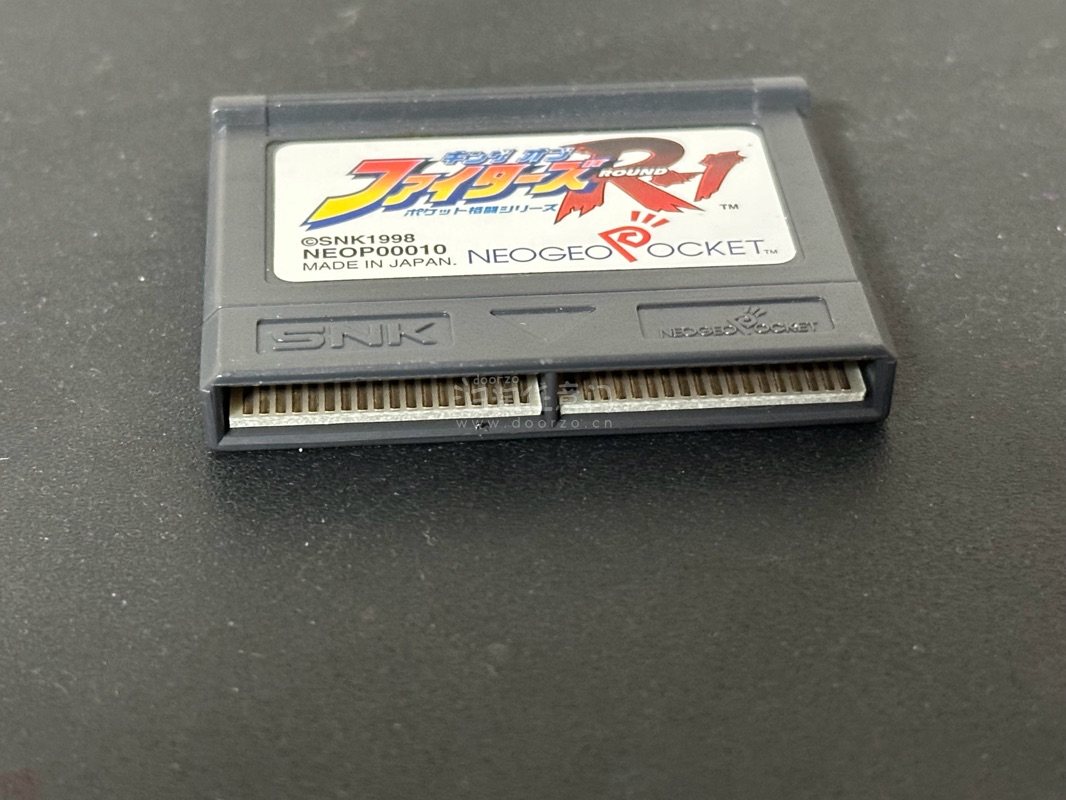 キング オブ
ファイターズ R-1
ROUND
ポケット格闘シリーズ
TM
©SNK1998
NEOP00010
MADE IN JAPAN.
NEOGEO POCKET TM
SNK
NEOGEO POCKET
doorzo
www.doorzo.cn